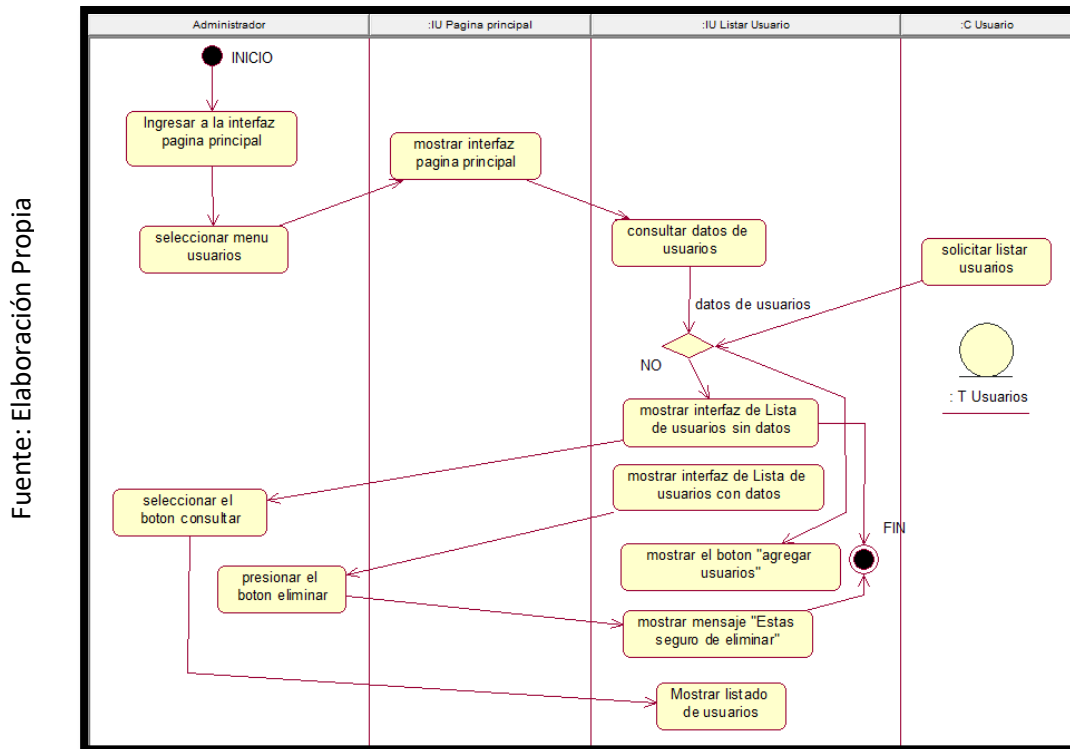 Fuente: Elaboración Propia
Administrador
:IU Pagina principal
:IU Listar Usuario
:C Usuario
INICIO
Ingresar a la interfaz
pagina principal
mostrar interfaz
pagina principal
seleccionar menu
usuarios
consultar datos de
usuarios
solicitar listar
usuarios
datos de usuarios
NO
: T Usuarios
mostrar interfaz de Lista
de usuarios sin datos
mostrar interfaz de Lista de
usuarios con datos
seleccionar el
boton consultar
FIN
mostrar el boton "agregar
usuarios"
presionar el
boton eliminar
mostrar mensaje "Estas
seguro de eliminar"
Mostrar listado
de usuarios